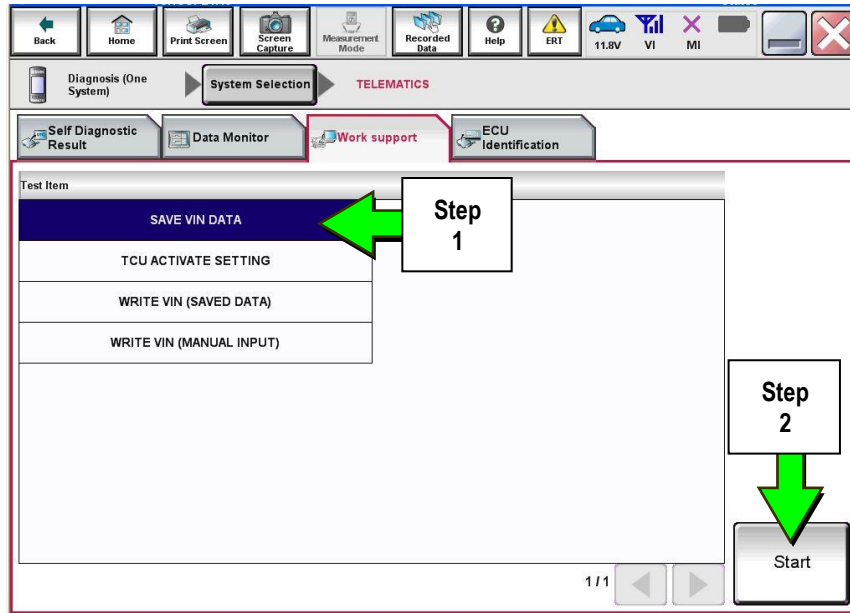 Back
Home
Print Screen
Screen
Capture
Measurement
Mode
Recorded
Data
Help
ERT
11.8V
VI
MI
Diagnosis (One
System)
System Selection
TELEMATICS
Self Diagnostic
Result
Data Monitor
Work support
ECU
Identification
Test Item
SAVE VIN DATA
Step
1
TCU ACTIVATE SETTING
WRITE VIN (SAVED DATA)
WRITE VIN (MANUAL INPUT)
Step
2
Start
1/1